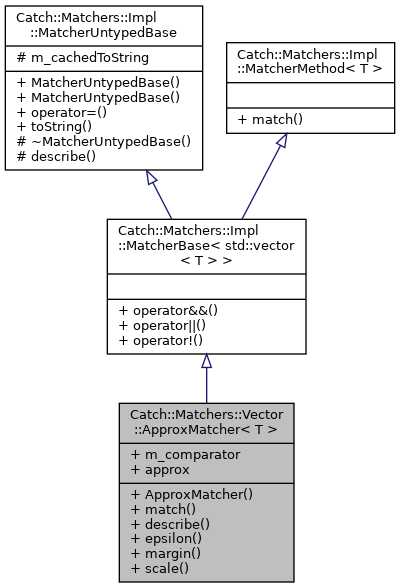 Catch::Matchers::Impl
::MatcherUntypedBase
# m_cachedToString
+ MatcherUntypedBase()
+ MatcherUntypedBase()
+ operator=()
+ toString()
# ~MatcherUntypedBase()
# describe()
Catch::Matchers::Impl
::MatcherMethod< T >
+ match()
Catch::Matchers::Impl
::MatcherBase< std::vector
< T > >
+ operator&&()
+ operator||()
+ operator!()
Catch::Matchers::Vector
::ApproxMatcher< T >
+ m_comparator
+ approx
+ ApproxMatcher()
+ match()
+ describe()
+ epsilon()
+ margin()
+ scale()